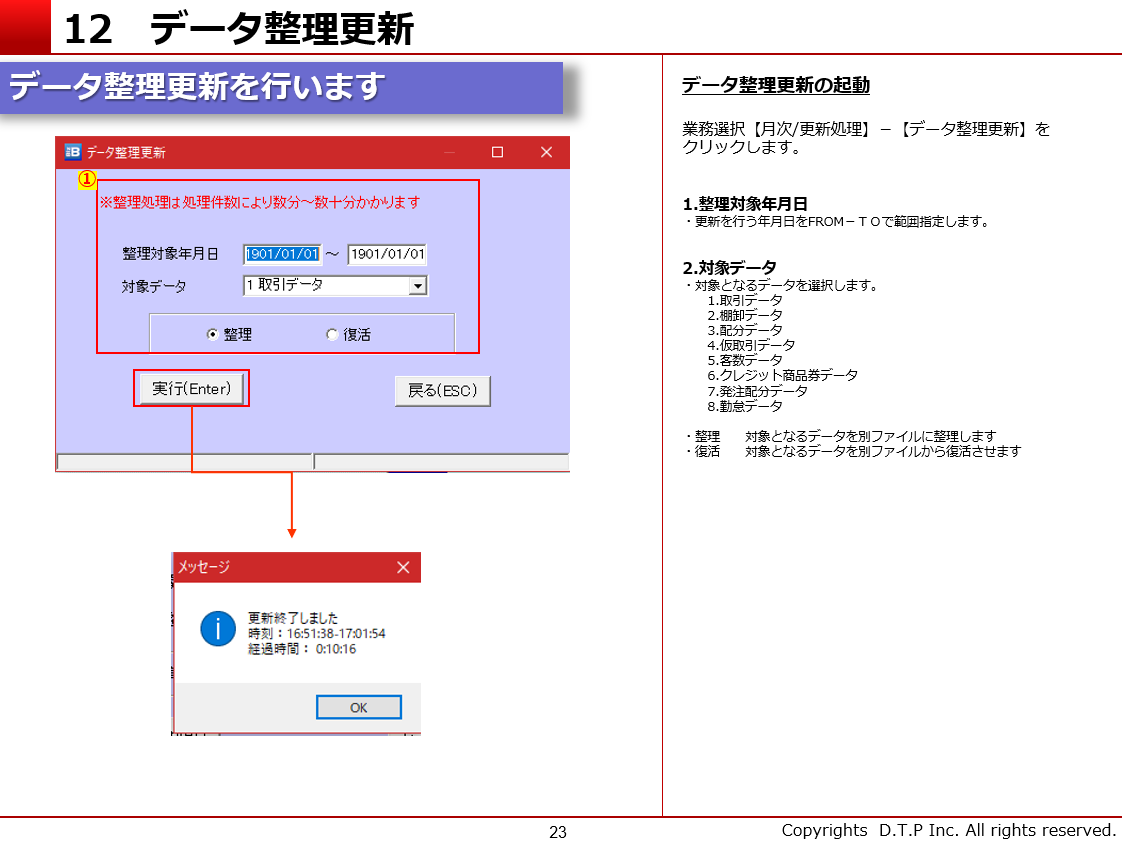 12 データ整理更新
データ整理更新を行います
データ整理更新
①
※整理処理は処理件数により数分～数十分かかります
整理対象年月日 1901/01/01 ～ 1901/01/01
対象データ 1 取引データ
整理 復活
実行(Enter) 戻る(ESC)
メッセージ
更新終了しました
時刻：16:51:38-17:01:54
経過時間： 0:10:16
OK
データ整理更新の起動
業務選択【月次/更新処理】－【データ整理更新】を
クリックします。
1.整理対象年月日
・更新を行う年月日をFROM－ＴＯで範囲指定します。
2.対象データ
・対象となるデータを選択します。
1.取引データ
2.棚卸データ
3.配分データ
4.仮取引データ
5.客数データ
6.クレジット商品券データ
7.発注配分データ
8.勤怠データ
・整理 対象となるデータを別ファイルに整理します
・復活 対象となるデータを別ファイルから復活させます
23
Copyrights D.T.P Inc. All rights reserved.